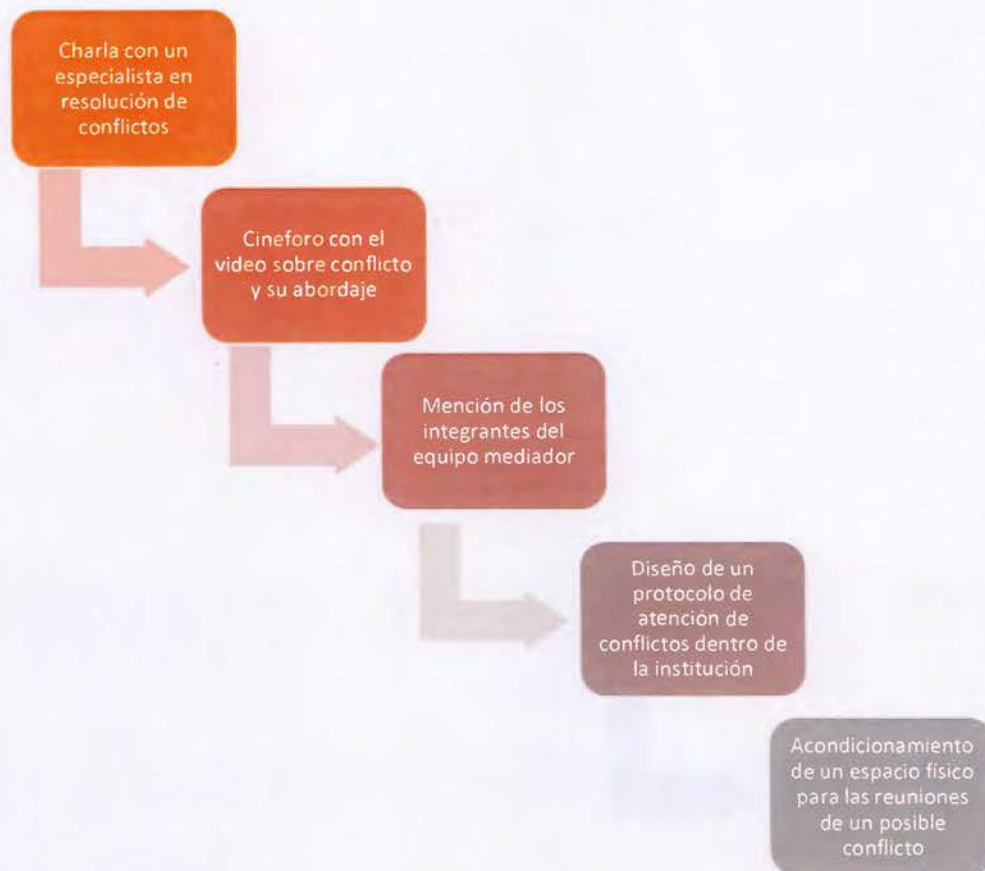 Charla con un
especialista en
resolución de
conflictos
Cineforo con el
video sobre conflicto
y su abordaje
Mención de los
integrantes del
equipo mediador
Diseño de un
protocolo de
atención de
conflictos dentro de
la institución
Acondicionamiento
de un espacio físico
para las reuniones
de un posible
conflicto